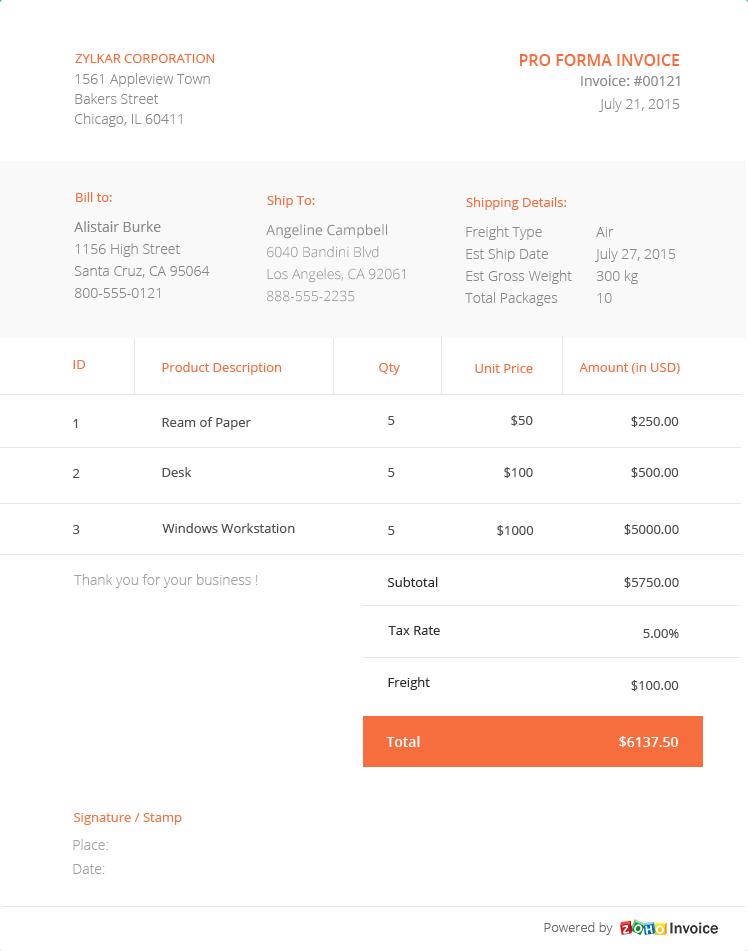 ZYLKAR CORPORATION
1561 Appleview Town
Bakers Street
Chicago, IL 60411
PRO FORMA INVOICE
Invoice: #00121
July 21, 2015
Bill to:
Alistair Burke
1156 High Street
Santa Cruz, CA 95064
800-555-0121
Ship To:
Angeline Campbell
6040 Bandini Blvd
Los Angeles, CA 92061
888-555-2235
Shipping Details:
Freight Type Air
Est Ship Date July 27, 2015
Est Gross Weight 300 kg
Total Packages 10
ID Product Description Qty Unit Price Amount (in USD)
1 Ream of Paper 5 $50 $250.00
2 Desk 5 $100 $500.00
3 Windows Workstation 5 $1000 $5000.00
Thank you for your business !
Subtotal $5750.00
Tax Rate 5.00%
Freight $100.00
Total $6137.50
Signature / Stamp
Place:
Date:
Powered by ZOHO Invoice